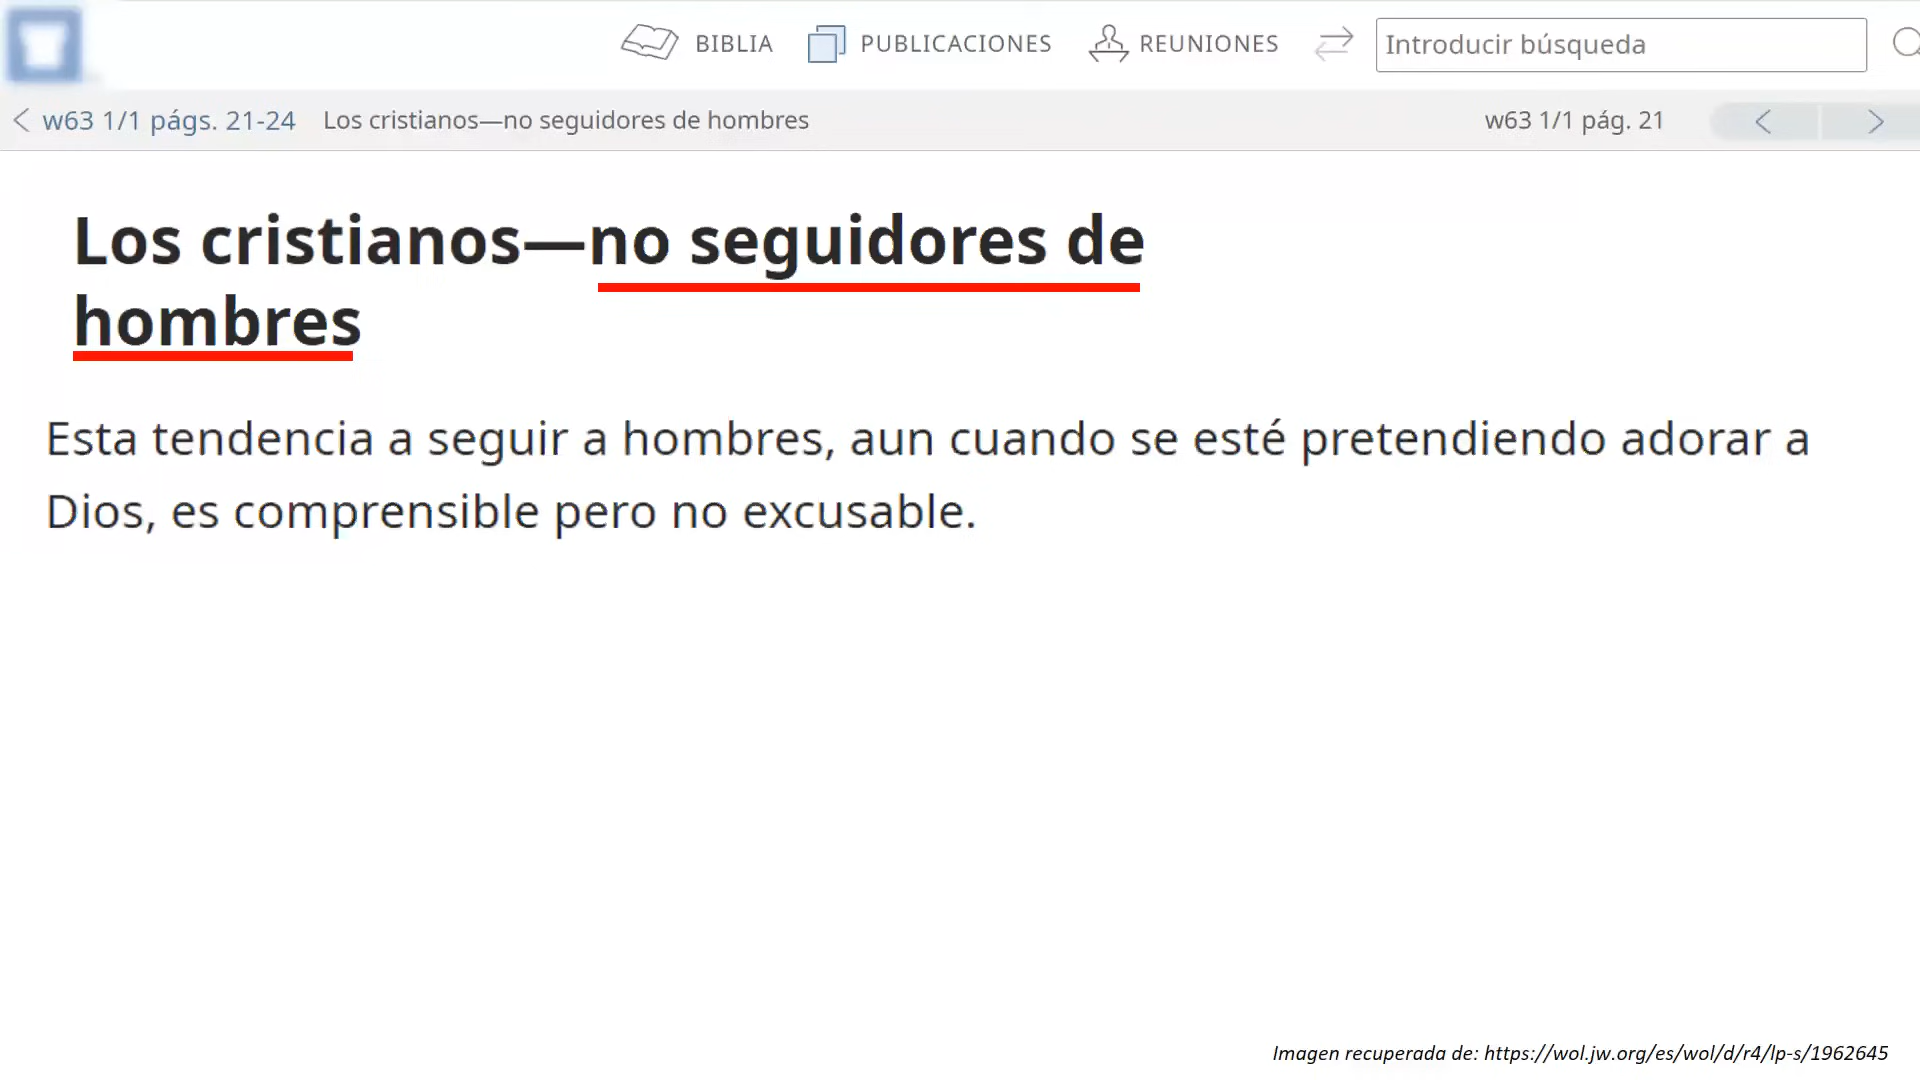 BIBLIA PUBLICACIONES REUNIONES Introducir búsqueda
w63 1/1 págs. 21-24 Los cristianos—no seguidores de hombres w63 1/1 pág. 21
Los cristianos—no seguidores de
hombres
Esta tendencia a seguir a hombres, aun cuando se esté pretendiendo adorar a
Dios, es comprensible pero no excusable.
Imagen recuperada de: https://wol.jw.org/es/wol/d/r4/lp-s/1962645